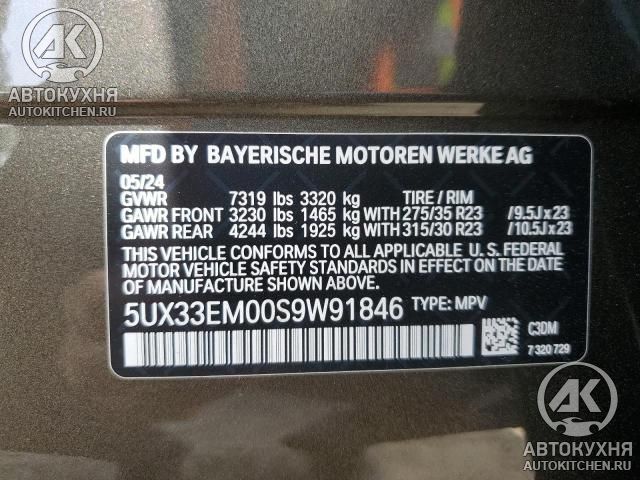 AK
АВТОКУХНЯ
AUTOKITCHEN.RU
MFD BY BAYERISCHE MOTOREN WERKE AG
05/24
GVWR 7319 lbs 3320 kg TIRE / RIM
GAWR FRONT 3230 lbs 1465 kg WITH 275/35 R23 /9.5J x 23
GAWR REAR 4244 lbs 1925 kg WITH 315/30 R23 /10.5J x 23
THIS VEHICLE CONFORMS TO ALL APPLICABLE U. S. FEDERAL
MOTOR VEHICLE SAFETY STANDARDS IN EFFECT ON THE DATE
OF MANUFACTURE SHOWN ABOVE.
5UX33EM00S9W91846 TYPE: MPV
C3DM
7 320 729
AK
АВТОКУХНЯ
AUTOKITCHEN.RU